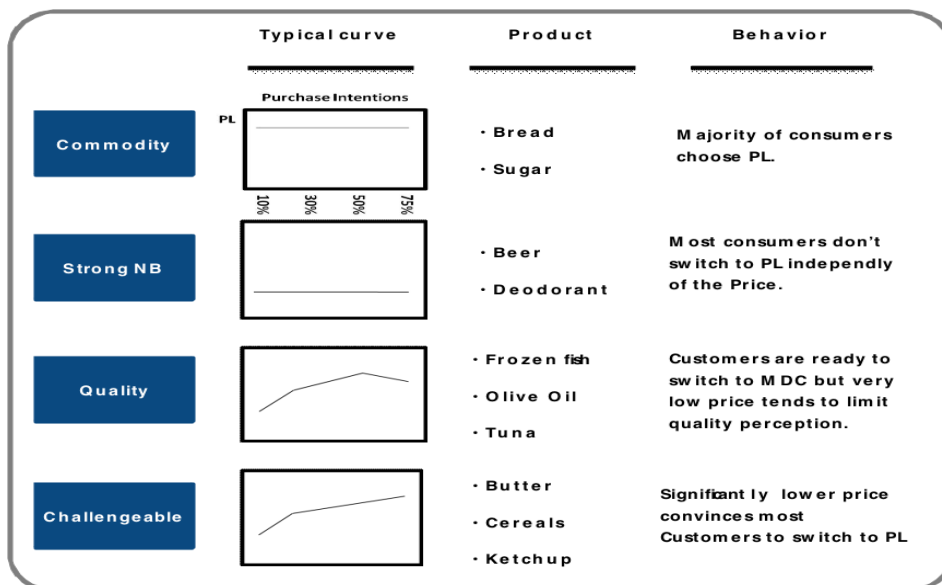 Typical curve
Product
Behavior
Purchase Intentions
PL
Commodity
· Bread
· Sugar
Majority of consumers
choose PL.
10%
30%
50%
75%
Strong NB
· Beer
· Deodorant
Most consumers don't
switch to PL independly
of the Price.
Quality
· Frozen fish
· Olive Oil
· Tuna
Customers are ready to
switch to MDC but very
low price tends to limit
quality perception.
Challengeable
· Butter
· Cereals
· Ketchup
Significantly lower price
convinces most
Customers to switch to PL